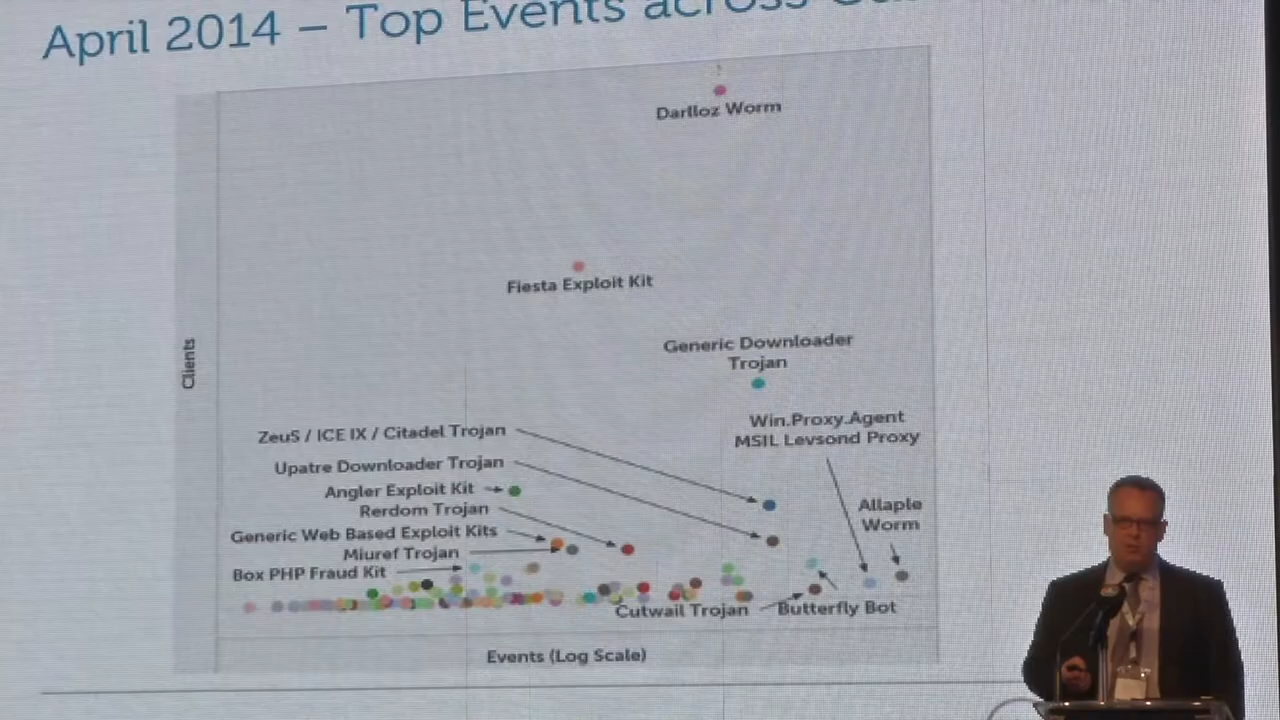 April 2014 – Top Events across
Darlloz Worm
Fiesta Exploit Kit
Generic Downloader
Trojan
Win.Proxy.Agent
MSIL Levsond Proxy
ZeuS / ICE IX / Citadel Trojan
Upatre Downloader Trojan
Angler Exploit Kit
Rerdom Trojan
Generic Web Based Exploit Kits
Miuref Trojan
Box PHP Fraud Kit
Allaple
Worm
Cutwail Trojan
Butterfly Bot
Clients
Events (Log Scale)